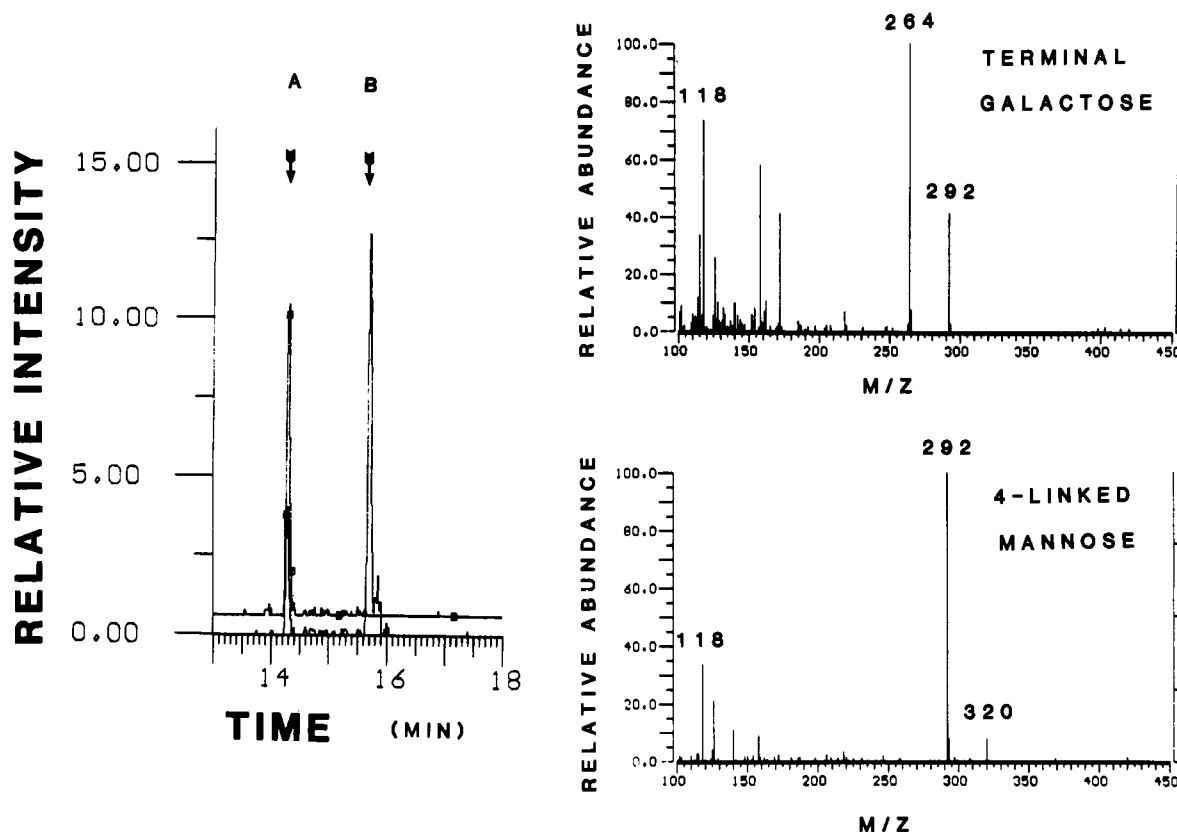 A B
RELATIVE INTENSITY
15.00
10.00
5.00
0.00
14 16 18
TIME (MIN)
RELATIVE ABUNDANCE
100.0
80.0
60.0
40.0
20.0
0.0
264
118
292
TERMINAL
GALACTOSE
100 150 200 250 300 350 400 450
M/Z
RELATIVE ABUNDANCE
100.0
80.0
60.0
40.0
20.0
0.0
292
118
320
4-LINKED
MANNOSE
100 150 200 250 300 350 400 450
M/Z